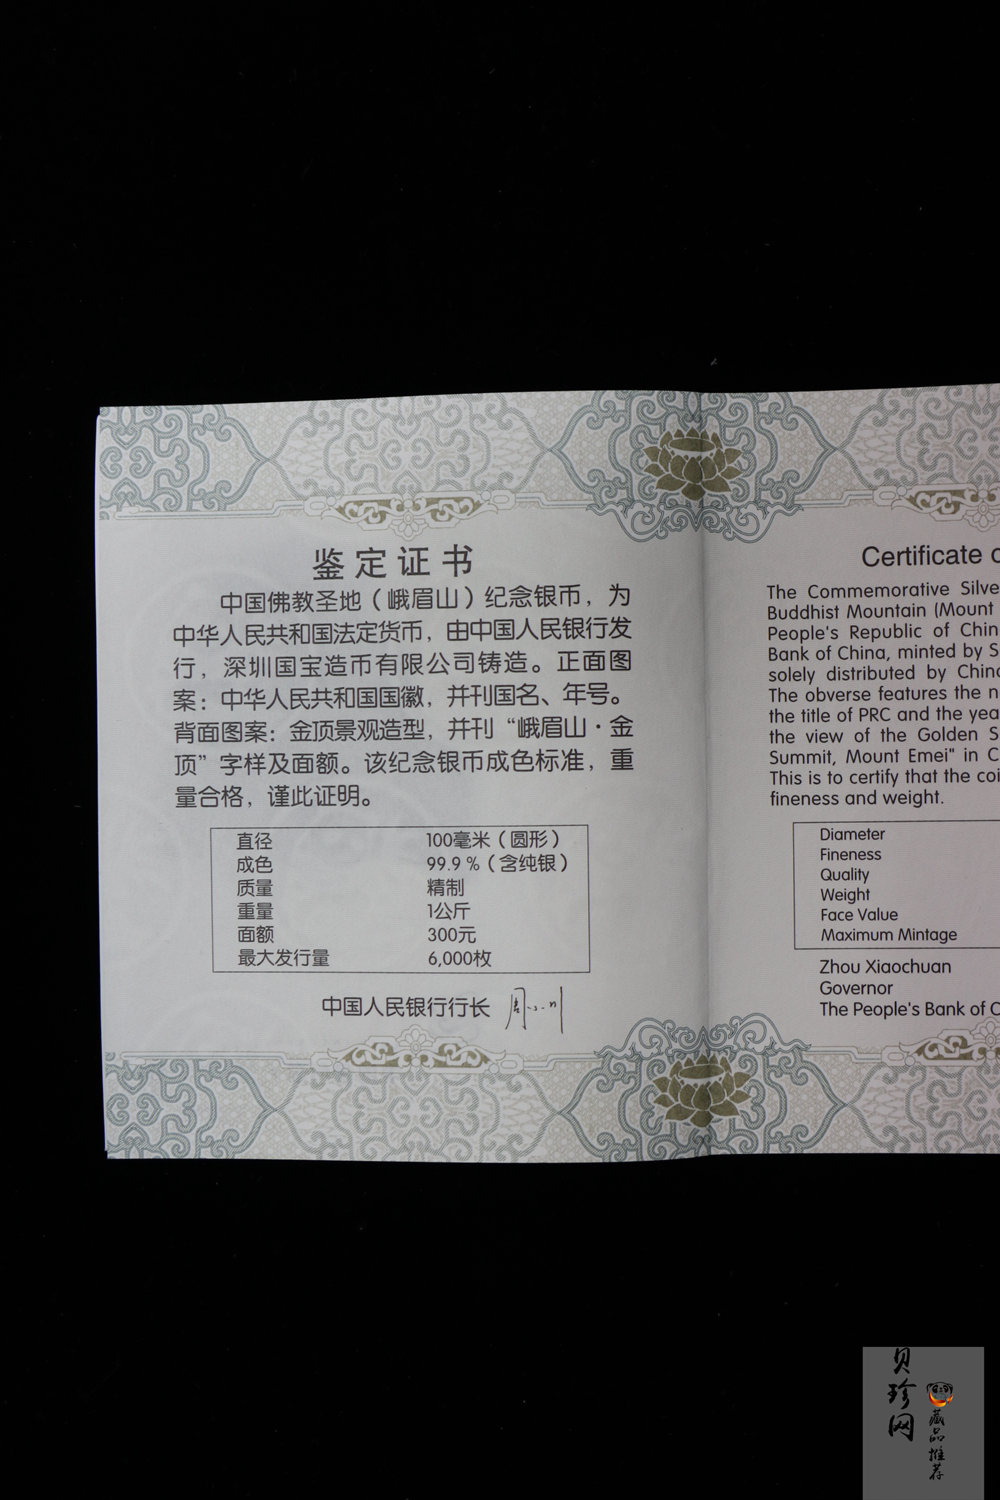 鉴定证书
中国佛教圣地（峨眉山）纪念银币，为
中华人民共和国法定货币，由中国人民银行发
行，深圳国宝造币有限公司铸造。正面图
案：中华人民共和国国徽，并刊国名、年号。
背面图案：金顶景观造型，并刊“峨眉山·金
顶”字样及面额。该纪念银币成色标准，重
量合格，谨此证明。
直径 100毫米（圆形）
成色 99.9 %（含纯银）
质量 精制
重量 1公斤
面额 300元
最大发行量 6,000枚
中国人民银行行长 周小川
Certificate o
The Commemorative Silve
Buddhist Mountain (Mount
People's Republic of Chin
Bank of China, minted by S
solely distributed by China
The obverse features the n
the title of PRC and the yea
the view of the Golden S
Summit, Mount Emei" in C
This is to certify that the coi
fineness and weight.
Diameter
Fineness
Quality
Weight
Face Value
Maximum Mintage
Zhou Xiaochuan
Governor
The People's Bank of C
贝珍网
藏品推荐